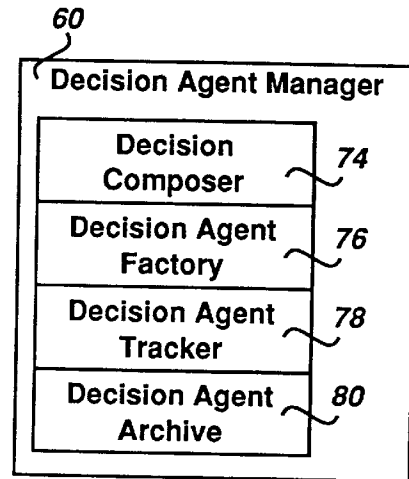 60
Decision Agent Manager
Decision
Composer
74
Decision Agent
Factory
76
Decision Agent
Tracker
78
Decision Agent
Archive
80